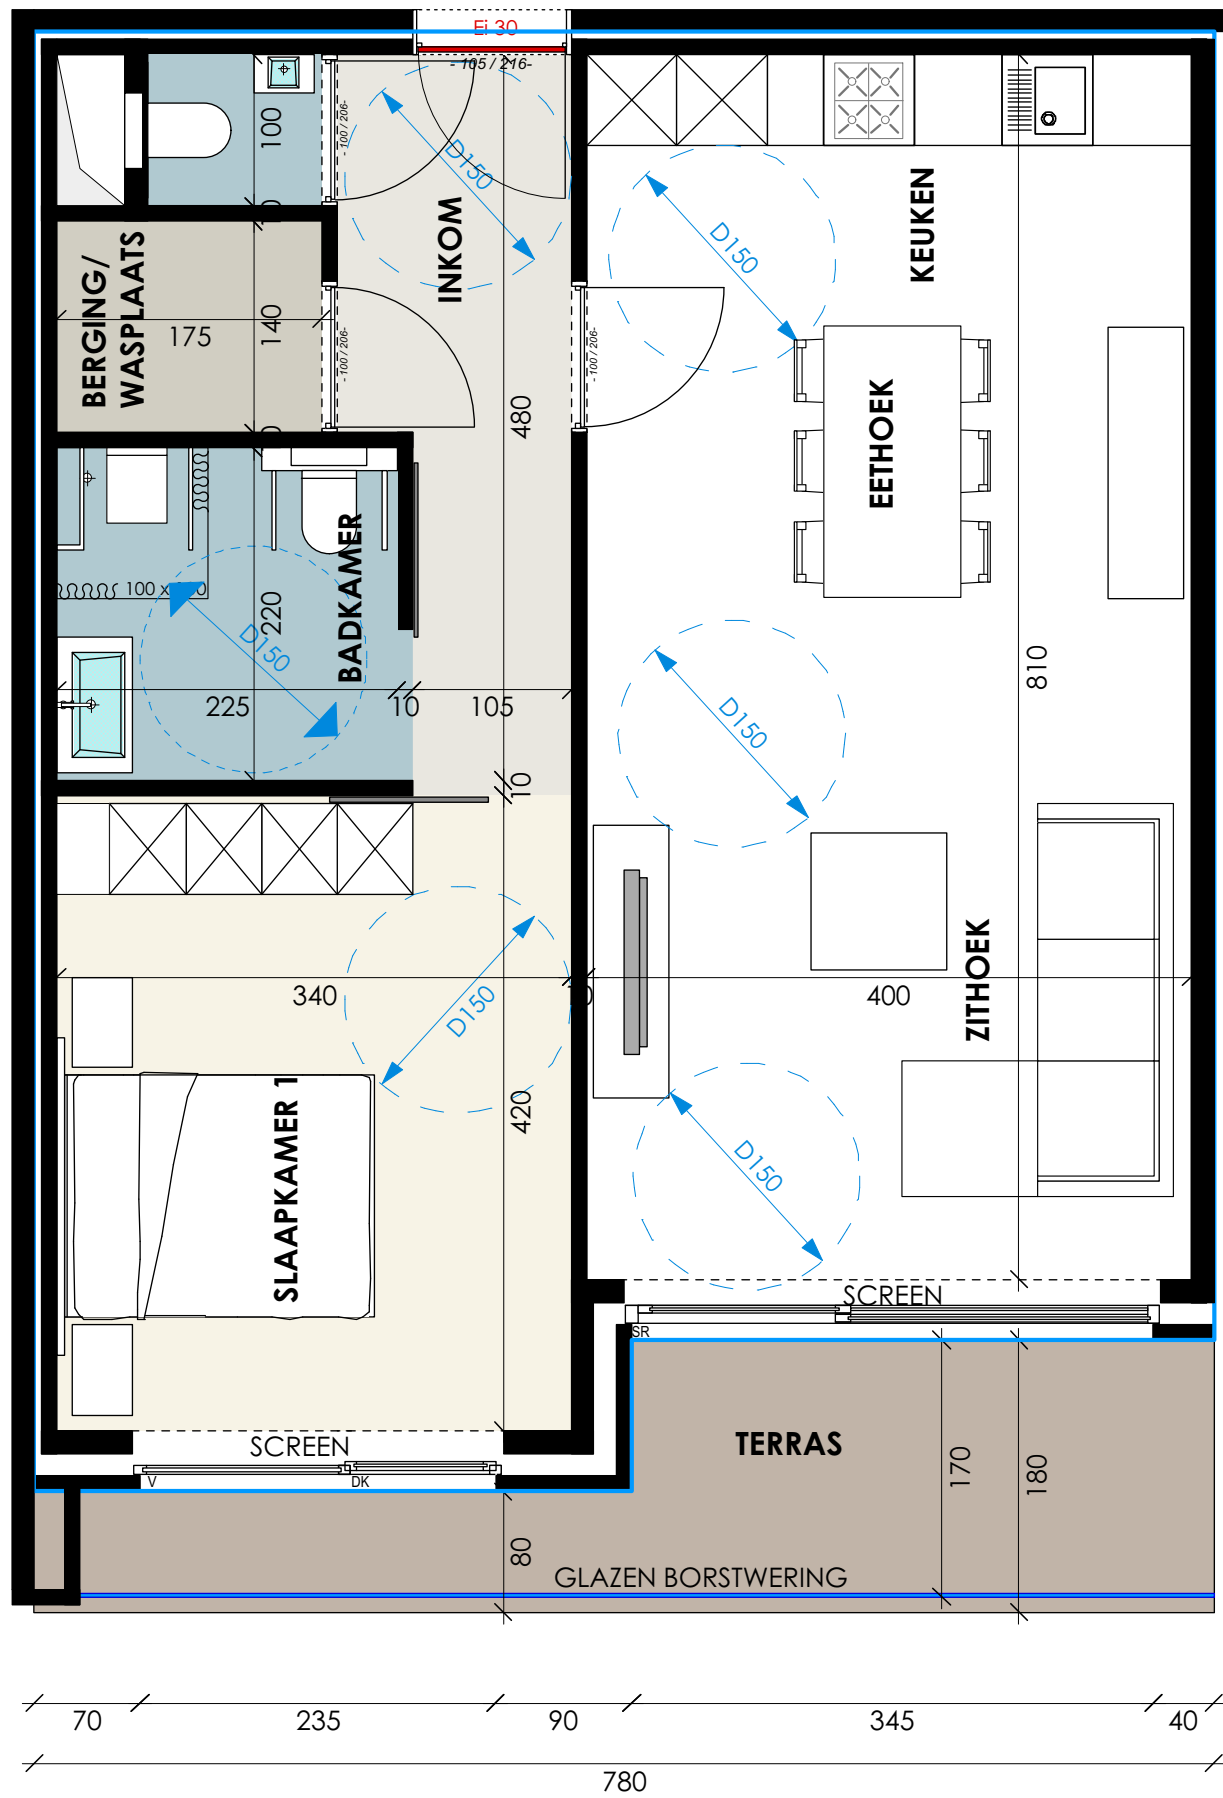 Ei 30
- 105 / 216-
100
- 100 / 206-
D150
INKOM
KEUKEN
D150
BERGING/
WASPLAATS
175
140
- 100 / 206-
- 100 / 206-
480
EETHOEK
BADKAMER
100 x
220
D150
225
10
105
10
810
D150
340
400
ZITHOEK
D150
420
SLAAPKAMER 1
D150
SCREEN
SR
SCREEN
V
DK
TERRAS
170
180
80
GLAZEN BORSTWERING
70
235
90
345
40
780